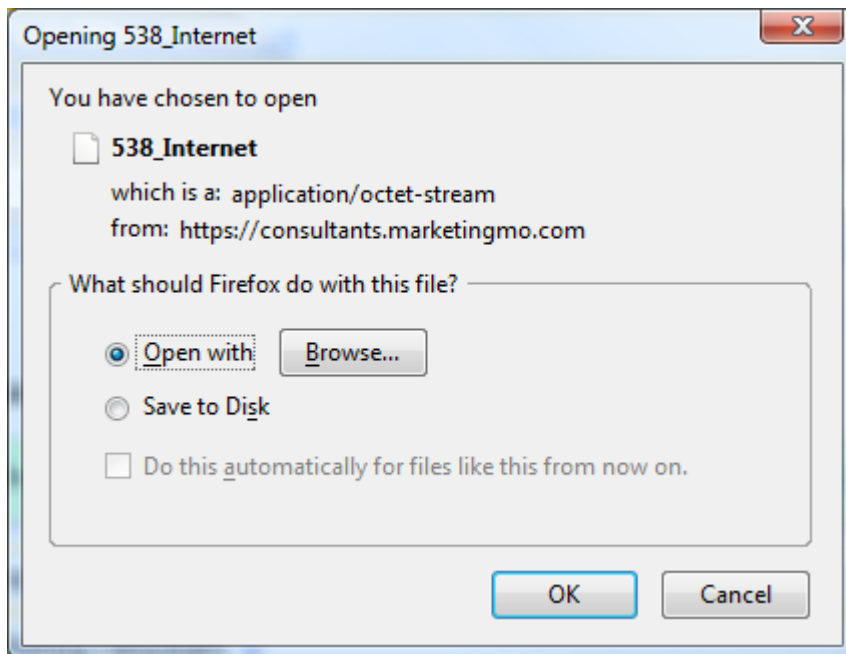 Opening 538_Internet
You have chosen to open
538_Internet
which is a: application/octet-stream
from: https://consultants.marketingmo.com
What should Firefox do with this file?
Open with Browse...
Save to Disk
Do this automatically for files like this from now on.
OK Cancel